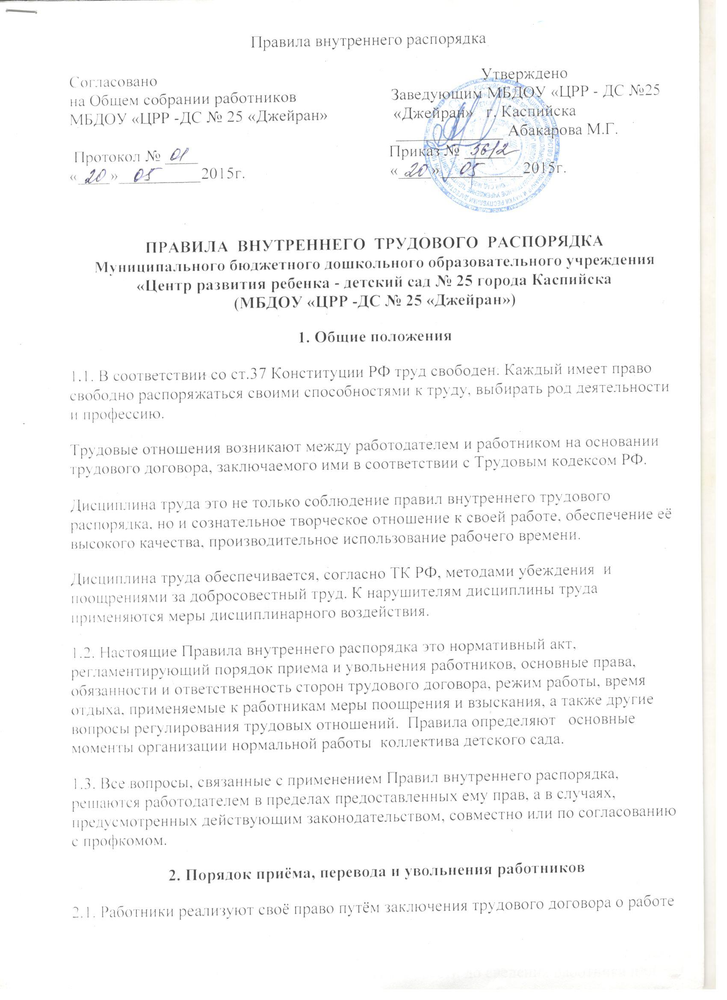 Правила внутреннего распорядка
Согласовано
на Общем собрании работников
МБДОУ «ЦРР -ДС № 25 «Джейран»
Протокол № 01
«20» 05 2015г.
Утверждено
Заведующим МБДОУ «ЦРР - ДС №25
«Джейран» г. Каспийска
Абакарова М.Г.
Приказ № 56/2
«20» 05 2015г.
ПРАВИЛА ВНУТРЕННЕГО ТРУДОВОГО РАСПОРЯДКА
Муниципального бюджетного дошкольного образовательного учреждения
«Центр развития ребенка - детский сад № 25 города Каспийска
(МБДОУ «ЦРР -ДС № 25 «Джейран»)
1. Общие положения
1.1. В соответствии со ст.37 Конституции РФ труд свободен. Каждый имеет право
свободно распоряжаться своими способностями к труду, выбирать род деятельности
и профессию.
Трудовые отношения возникают между работодателем и работником на основании
трудового договора, заключаемого ими в соответствии с Трудовым кодексом РФ.
Дисциплина труда это не только соблюдение правил внутреннего трудового
распорядка, но и сознательное творческое отношение к своей работе, обеспечение её
высокого качества, производительное использование рабочего времени.
Дисциплина труда обеспечивается, согласно ТК РФ, методами убеждения и
поощрениями за добросовестный труд. К нарушителям дисциплины труда
применяются меры дисциплинарного воздействия.
1.2. Настоящие Правила внутреннего распорядка это нормативный акт,
регламентирующий порядок приема и увольнения работников, основные права,
обязанности и ответственность сторон трудового договора, режим работы, время
отдыха, применяемые к работникам меры поощрения и взыскания, а также другие
вопросы регулирования трудовых отношений. Правила определяют основные
моменты организации нормальной работы коллектива детского сада.
1.3. Все вопросы, связанные с применением Правил внутреннего распорядка,
решаются работодателем в пределах предоставленных ему прав, а в случаях,
предусмотренных действующим законодательством, совместно или по согласованию
с профкомом.
2. Порядок приёма, перевода и увольнения работников
2.1. Работники реализуют своё право путём заключения трудового договора о работе